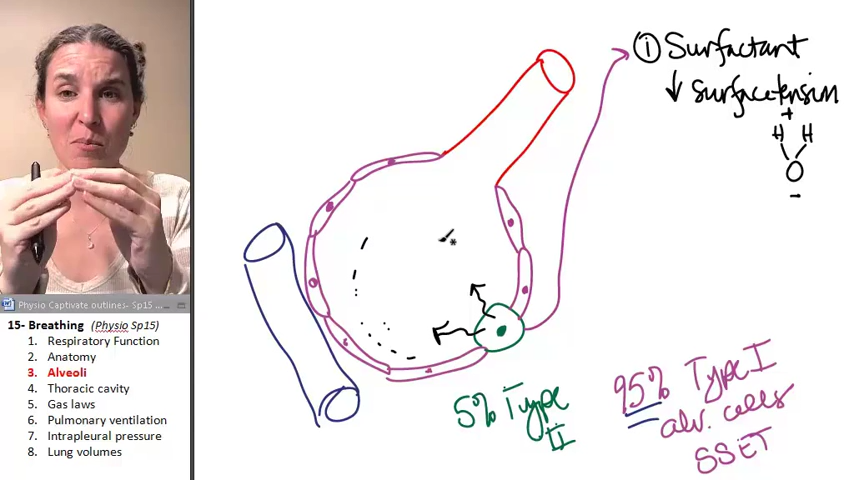 ① Surfactant
↓ surface tension
+
H H
O
-
Physio Captivate outlines- Sp15 ...
15- Breathing (Physio Sp15)
1. Respiratory Function
2. Anatomy
3. Alveoli
4. Thoracic cavity
5. Gas laws
6. Pulmonary ventilation
7. Intrapleural pressure
8. Lung volumes
5% Type
II
95% Type I
alv. cells
SSET